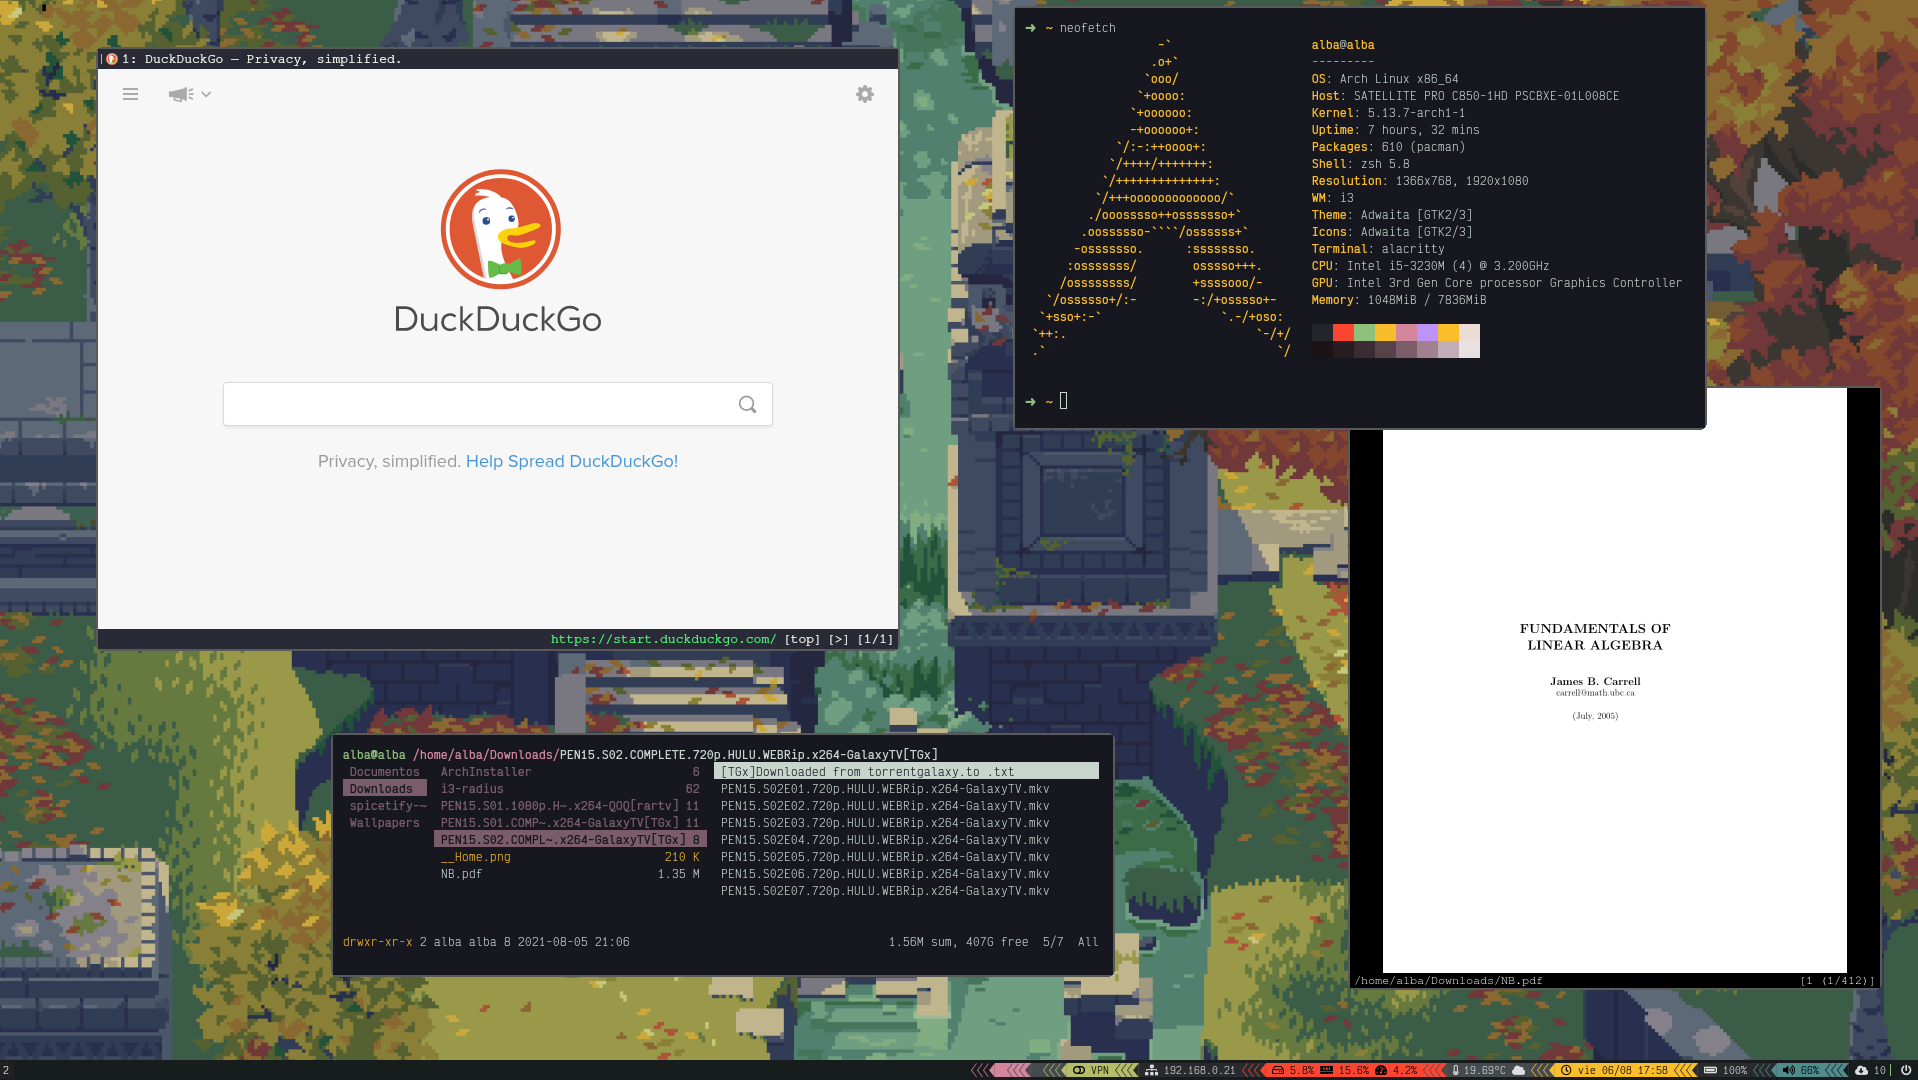 1: DuckDuckGo — Privacy, simplified.
DuckDuckGo
Privacy, simplified. Help Spread DuckDuckGo!
https://start.duckduckgo.com/ [top] [>] [1/1]
➜ ~ neofetch
alba@alba
---------
OS: Arch Linux x86_64
Host: SATELLITE PRO C850-1HD PSCBXE-01L008CE
Kernel: 5.13.7-arch1-1
Uptime: 7 hours, 32 mins
Packages: 610 (pacman)
Shell: zsh 5.8
Resolution: 1366x768, 1920x1080
WM: i3
Theme: Adwaita [GTK2/3]
Icons: Adwaita [GTK2/3]
Terminal: alacritty
CPU: Intel i5-3230M (4) @ 3.200GHz
GPU: Intel 3rd Gen Core processor Graphics Controller
Memory: 1048MiB / 7836MiB
➜ ~
FUNDAMENTALS OF
LINEAR ALGEBRA
James B. Carrell
carrell@math.ubc.ca
(July, 2005)
/home/alba/Downloads/NB.pdf [1 (1/412)]
alba@alba /home/alba/Downloads/PEN15.S02.COMPLETE.720p.HULU.WEBRip.x264-GalaxyTV[TGx]
Documentos ArchInstaller 6 [TGx]Downloaded from torrentgalaxy.to .txt
Downloads i3-radius 62 PEN15.S02E01.720p.HULU.WEBRip.x264-GalaxyTV.mkv
spicetify-~ PEN15.S01.1080p.H~.x264-QOQ[rartv] 11 PEN15.S02E02.720p.HULU.WEBRip.x264-GalaxyTV.mkv
Wallpapers PEN15.S01.COMP~.x264-GalaxyTV[TGx] 11 PEN15.S02E03.720p.HULU.WEBRip.x264-GalaxyTV.mkv
PEN15.S02.COMPL~.x264-GalaxyTV[TGx] 8 PEN15.S02E04.720p.HULU.WEBRip.x264-GalaxyTV.mkv
__Home.png 210 K PEN15.S02E05.720p.HULU.WEBRip.x264-GalaxyTV.mkv
NB.pdf 1.35 M PEN15.S02E06.720p.HULU.WEBRip.x264-GalaxyTV.mkv
PEN15.S02E07.720p.HULU.WEBRip.x264-GalaxyTV.mkv
drwxr-xr-x 2 alba alba 8 2021-08-05 21:06 1.56M sum, 407G free 5/7 All
2 VPN 192.168.0.21 5.8% 15.6% 4.2% 19.69°C vie 06/08 17:58 100% 66% 10